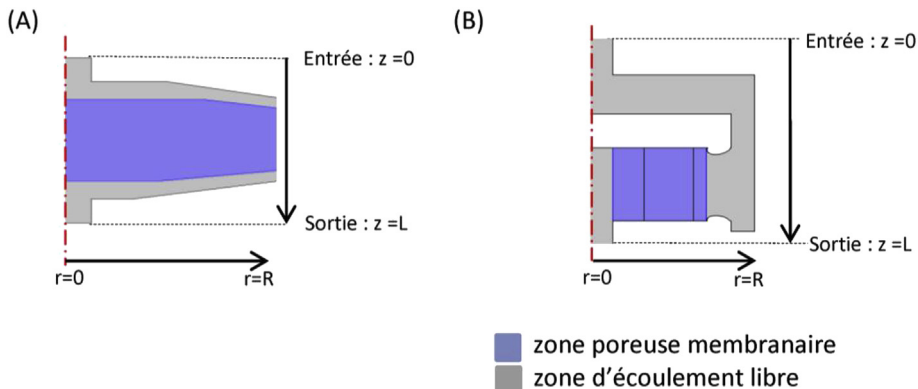 (A)
Entrée : z =0
Sortie : z=L
r=0
r=R
(B)
Entrée : z =0
Sortie : z=L
r=0
r=R
zone poreuse membranaire
zone d'écoulement libre